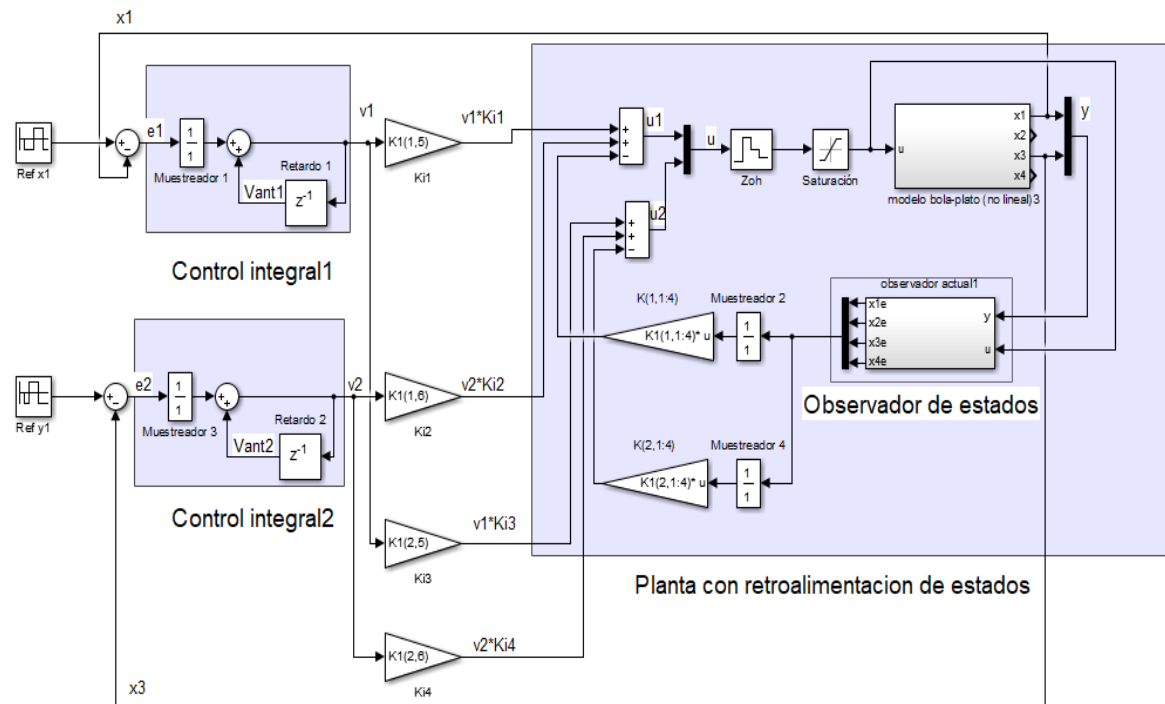 x1
Ref x1
+
−
e1
1
1
Muestreador 1
+
+
Vant1
Retardo 1
z-1
v1
K1(1,5)
Ki1
v1*Ki1
Control integral1
+
+
−
u1
u
Zoh
Saturación
u
x1
x2
x3
x4
modelo bola-plato (no lineal)3
y
+
+
−
u2
K(1,1:4)
K1(1,1:4)* u
Muestreador 2
1
1
observador actual1
x1e
x2e
x3e
x4e
y
u
Observador de estados
Ref y1
+
−
e2
1
1
Muestreador 3
+
+
Vant2
Retardo 2
z-1
v2
K1(1,6)
Ki2
v2*Ki2
Control integral2
K(2,1:4)
K1(2,1:4)* u
Muestreador 4
1
1
K1(2,5)
Ki3
v1*Ki3
Planta con retroalimentacion de estados
K1(2,6)
Ki4
v2*Ki4
x3